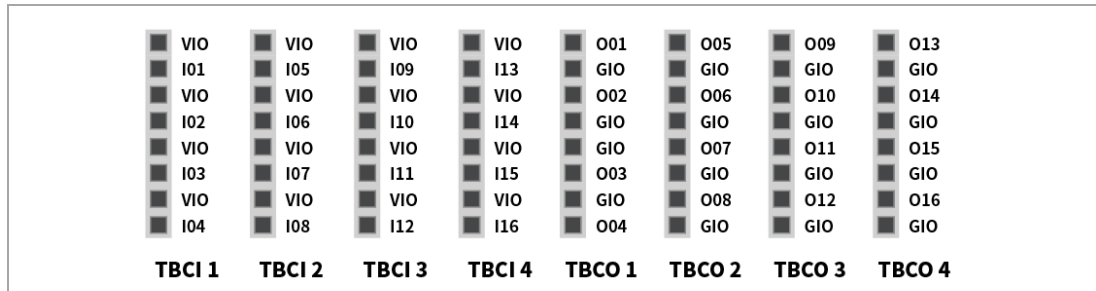 VIO VIO VIO VIO O01 O05 O09 O13
I01 I05 I09 I13 GIO GIO GIO GIO
VIO VIO VIO VIO O02 O06 O10 O14
I02 I06 I10 I14 GIO GIO GIO GIO
VIO VIO VIO VIO GIO O07 O11 O15
I03 I07 I11 I15 O03 GIO GIO GIO
VIO VIO VIO VIO GIO O08 O12 O16
I04 I08 I12 I16 O04 GIO GIO GIO
TBCI 1 TBCI 2 TBCI 3 TBCI 4 TBCO 1 TBCO 2 TBCO 3 TBCO 4